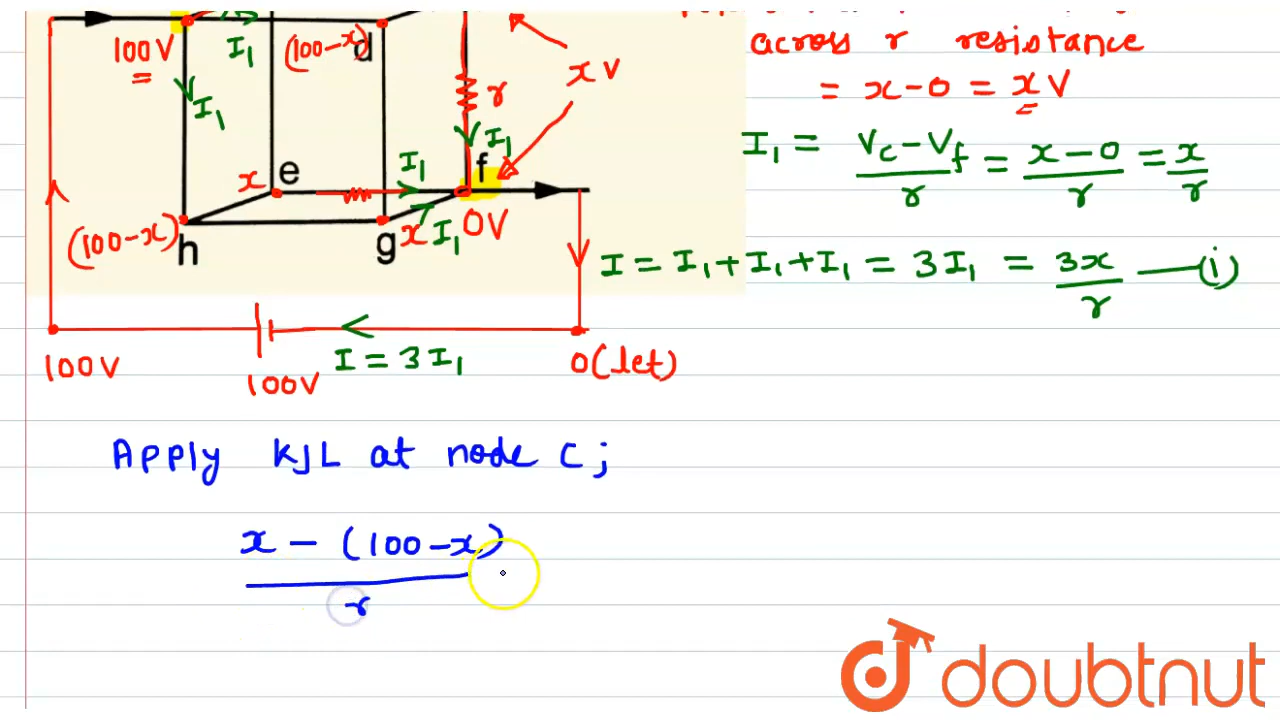 across r resistance
= x-0 = x V
100V
I₁
(100-x)
d
x V
r
I₁
I₁
I₁ = Vc - Vf / r = x-0 / r = x / r
x
e
I₁
f
(100-x)
h
g
x
I₁
0V
I = I₁ + I₁ + I₁ = 3I₁ = 3x / r —(i)
100V
100V
I = 3I₁
0(let)
Apply KJL at node C;
x - (100-x)
r
doubtnut